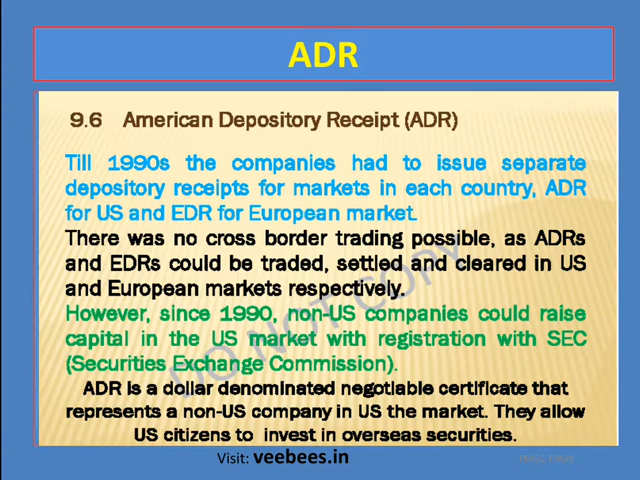 ADR
9.6 American Depository Receipt (ADR)
Till 1990s the companies had to issue separate
depository receipts for markets in each country, ADR
for US and EDR for European market.
There was no cross border trading possible, as ADRs
and EDRs could be traded, settled and cleared in US
and European markets respectively.
However, since 1990, non-US companies could raise
capital in the US market with registration with SEC
(Securities Exchange Commission).
ADR is a dollar denominated negotiable certificate that
represents a non-US company in US the market. They allow
US citizens to invest in overseas securities.
DO NOT COPY
Visit: veebees.in